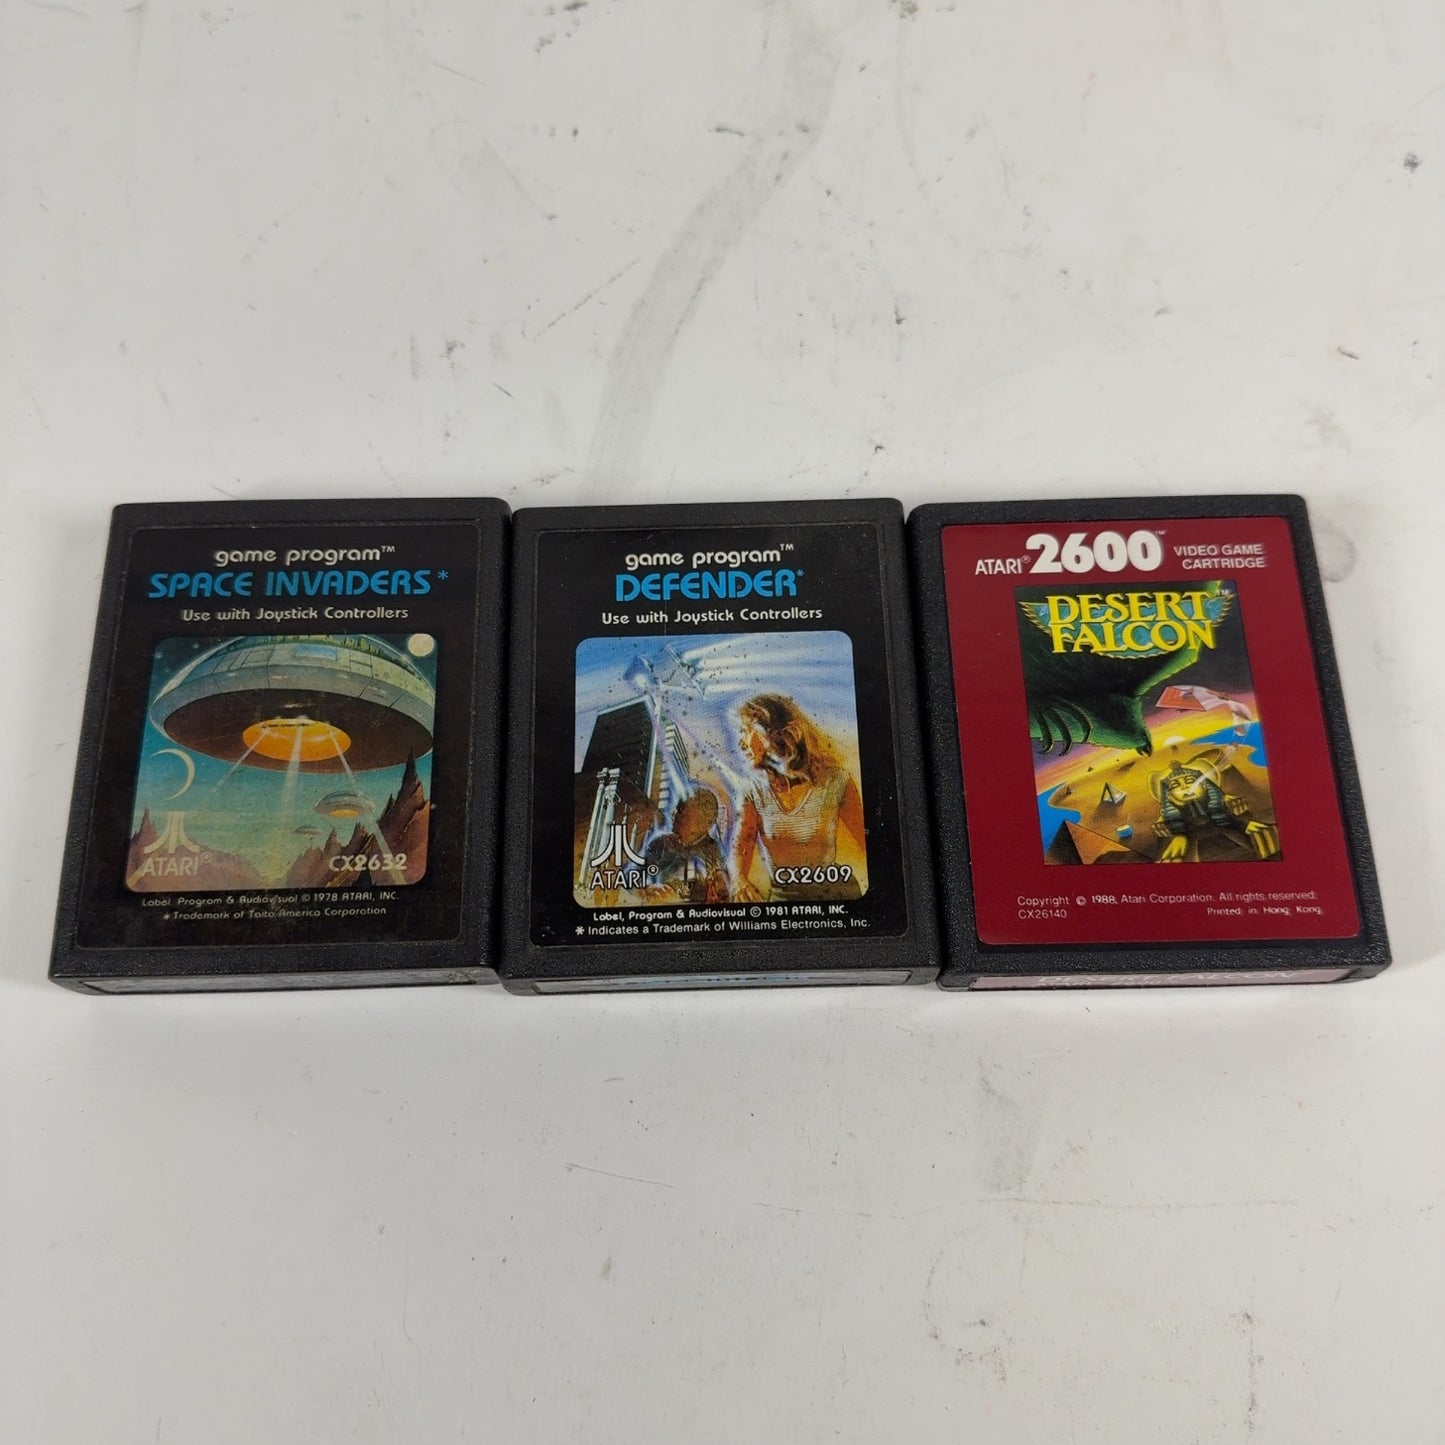 game program™
SPACE INVADERS*
Use with Joystick Controllers
ATARI®
CX2632
Label, Program & Audiovisual © 1978 ATARI, INC.
*Trademark of Taito America Corporation
game program™
DEFENDER*
Use with Joystick Controllers
ATARI®
CX2609
Label, Program & Audiovisual © 1981 ATARI, INC.
* Indicates a Trademark of Williams Electronics, Inc.
ATARI® 2600™ VIDEO GAME
CARTRIDGE
DESERT™
FALCON
Copyright © 1988, Atari Corporation. All rights reserved.
CX26140
Printed in Hong Kong
DESERT FALCON